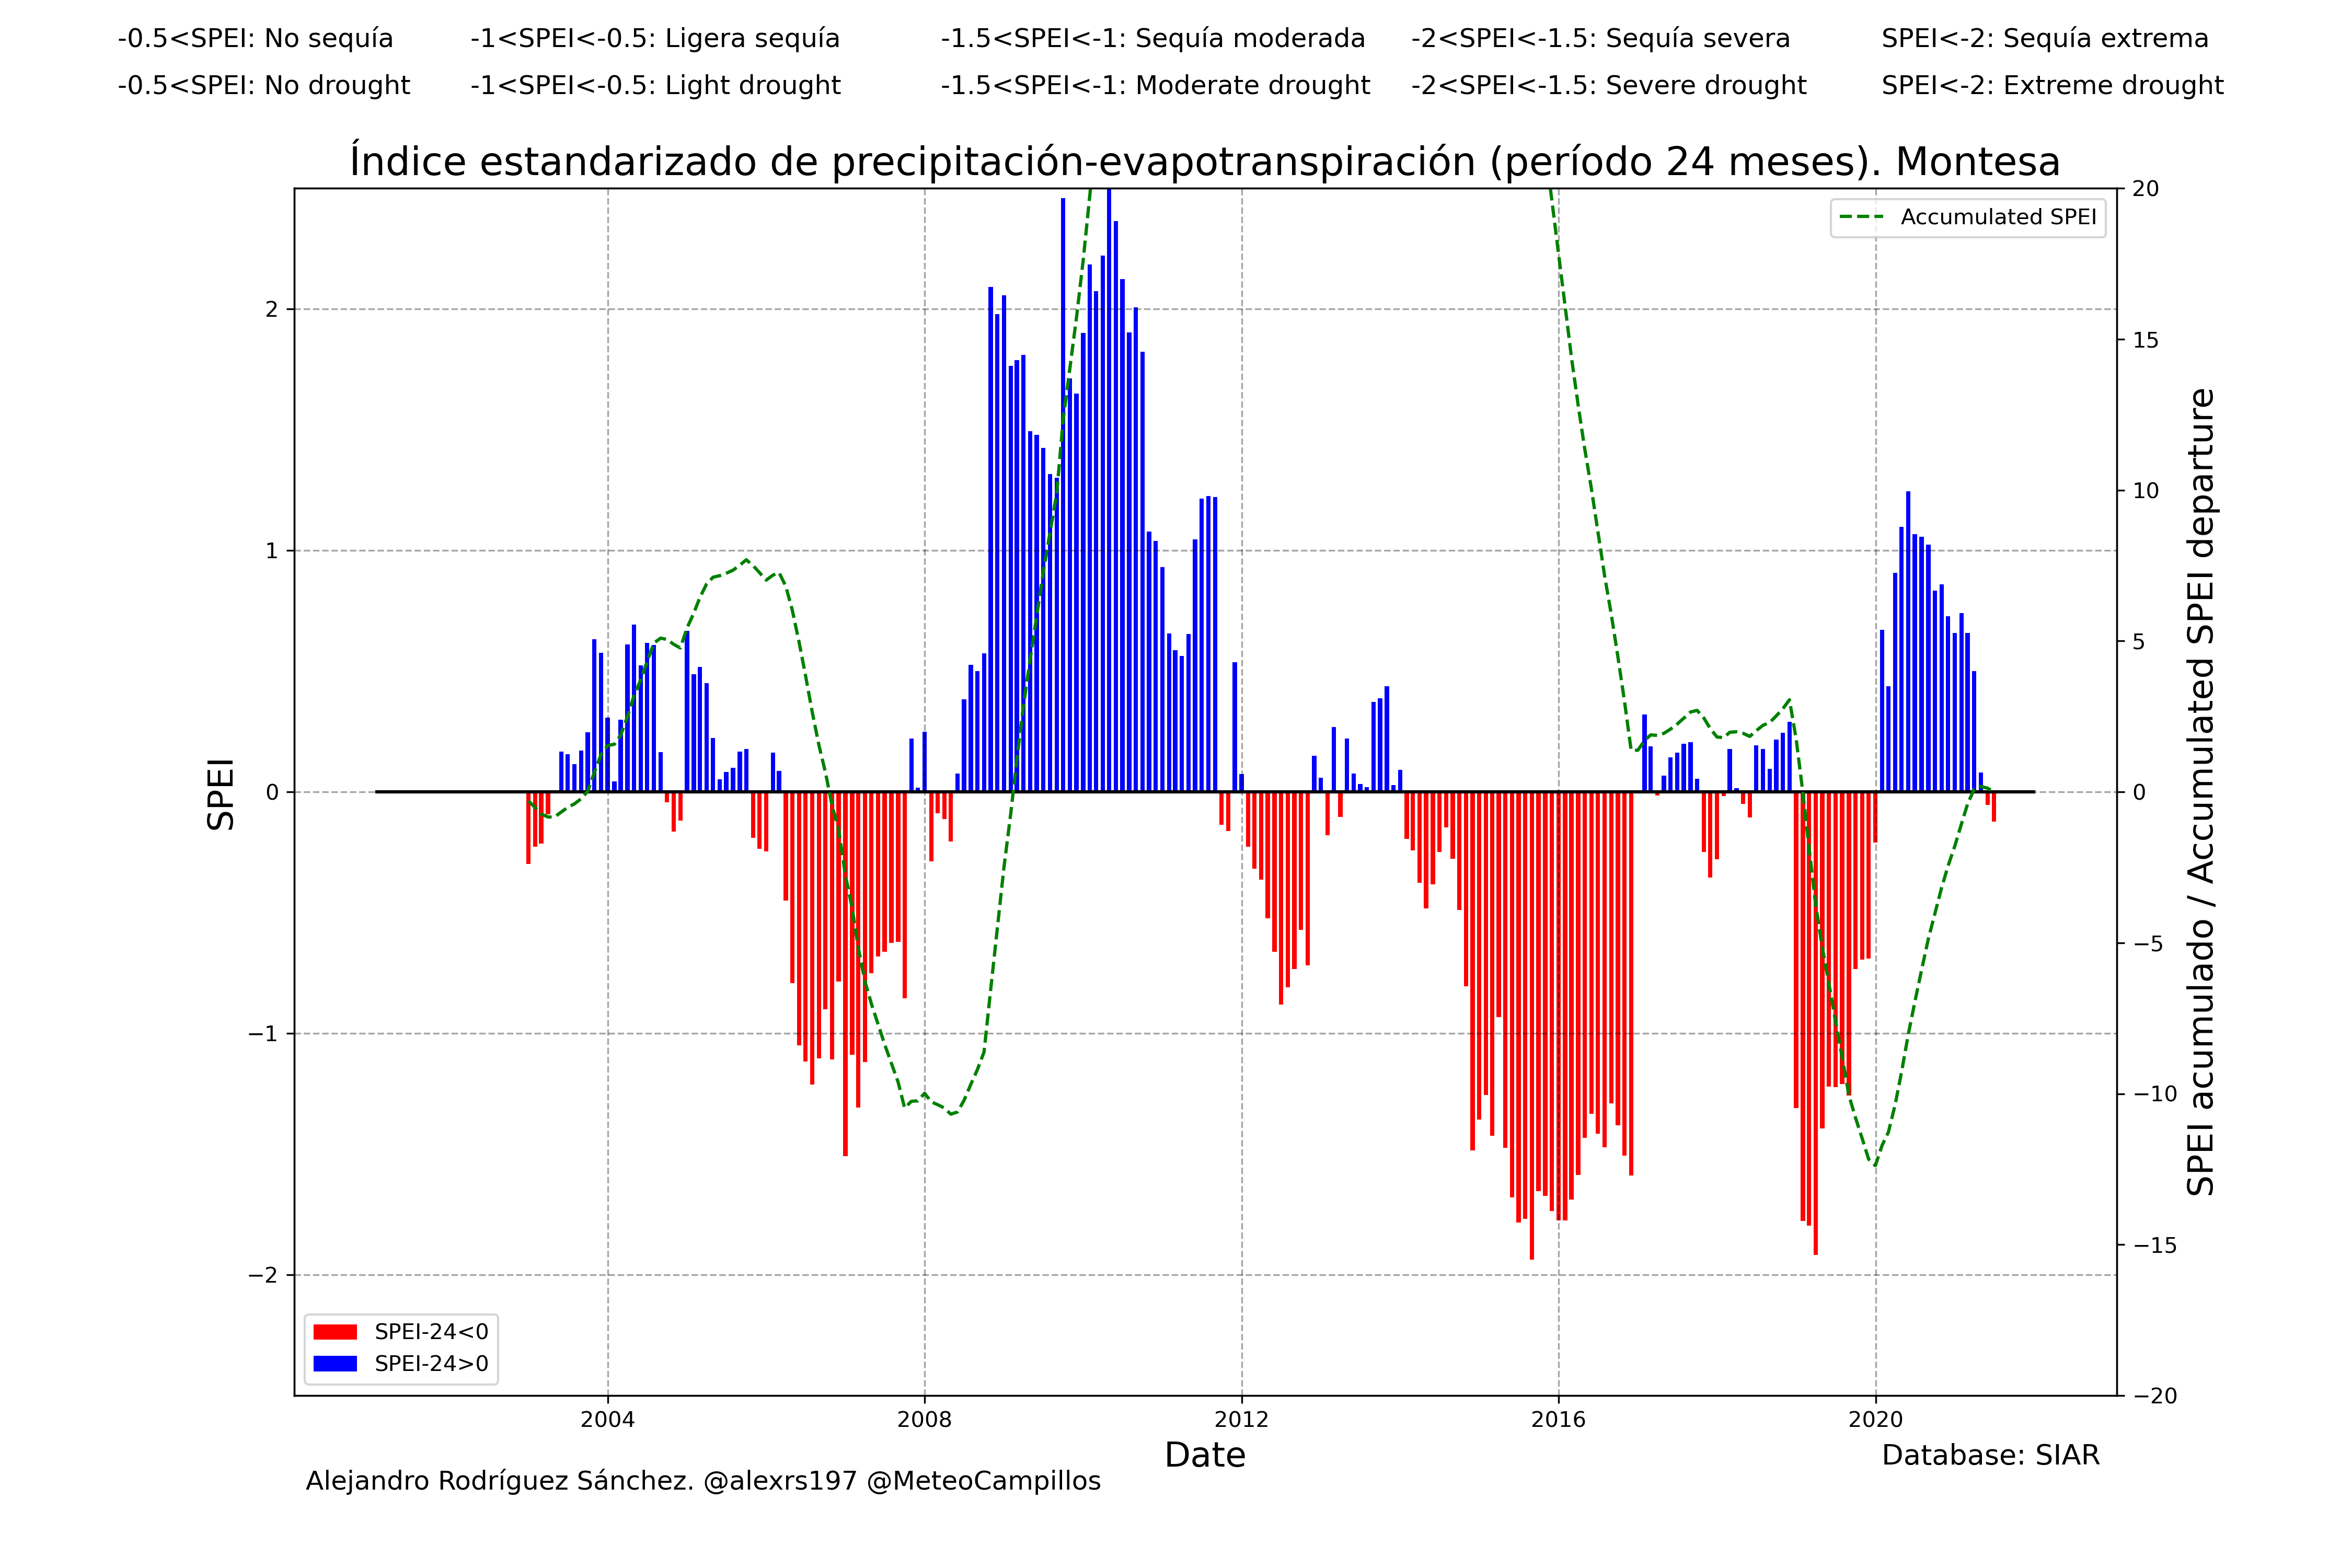 -0.5<SPEI: No sequía
-1<SPEI<-0.5: Ligera sequía
-1.5<SPEI<-1: Sequía moderada
-2<SPEI<-1.5: Sequía severa
SPEI<-2: Sequía extrema
-0.5<SPEI: No drought
-1<SPEI<-0.5: Light drought
-1.5<SPEI<-1: Moderate drought
-2<SPEI<-1.5: Severe drought
SPEI<-2: Extreme drought
Índice estandarizado de precipitación-evapotranspiración (período 24 meses). Montesa
Accumulated SPEI
SPEI
2
1
0
−1
−2
20
15
10
5
0
−5
−10
−15
−20
SPEI acumulado / Accumulated SPEI departure
SPEI-24<0
SPEI-24>0
2004
2008
2012
2016
2020
Date
Database: SIAR
Alejandro Rodríguez Sánchez. @alexrs197 @MeteoCampillos